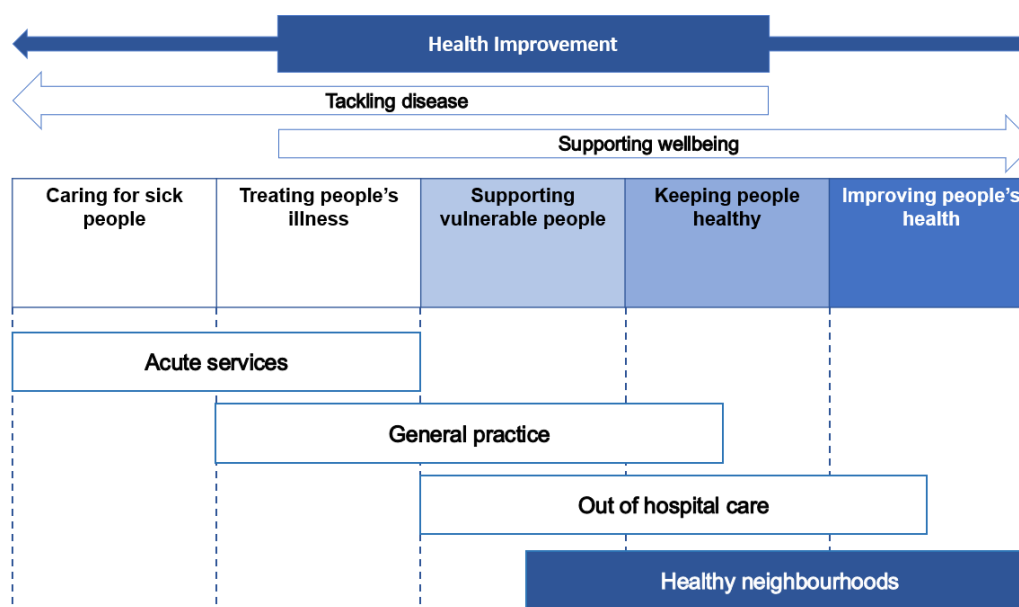 Health Improvement
Tackling disease
Supporting wellbeing
Caring for sick
people
Treating people's
illness
Supporting
vulnerable people
Keeping people
healthy
Improving people's
health
Acute services
General practice
Out of hospital care
Healthy neighbourhoods